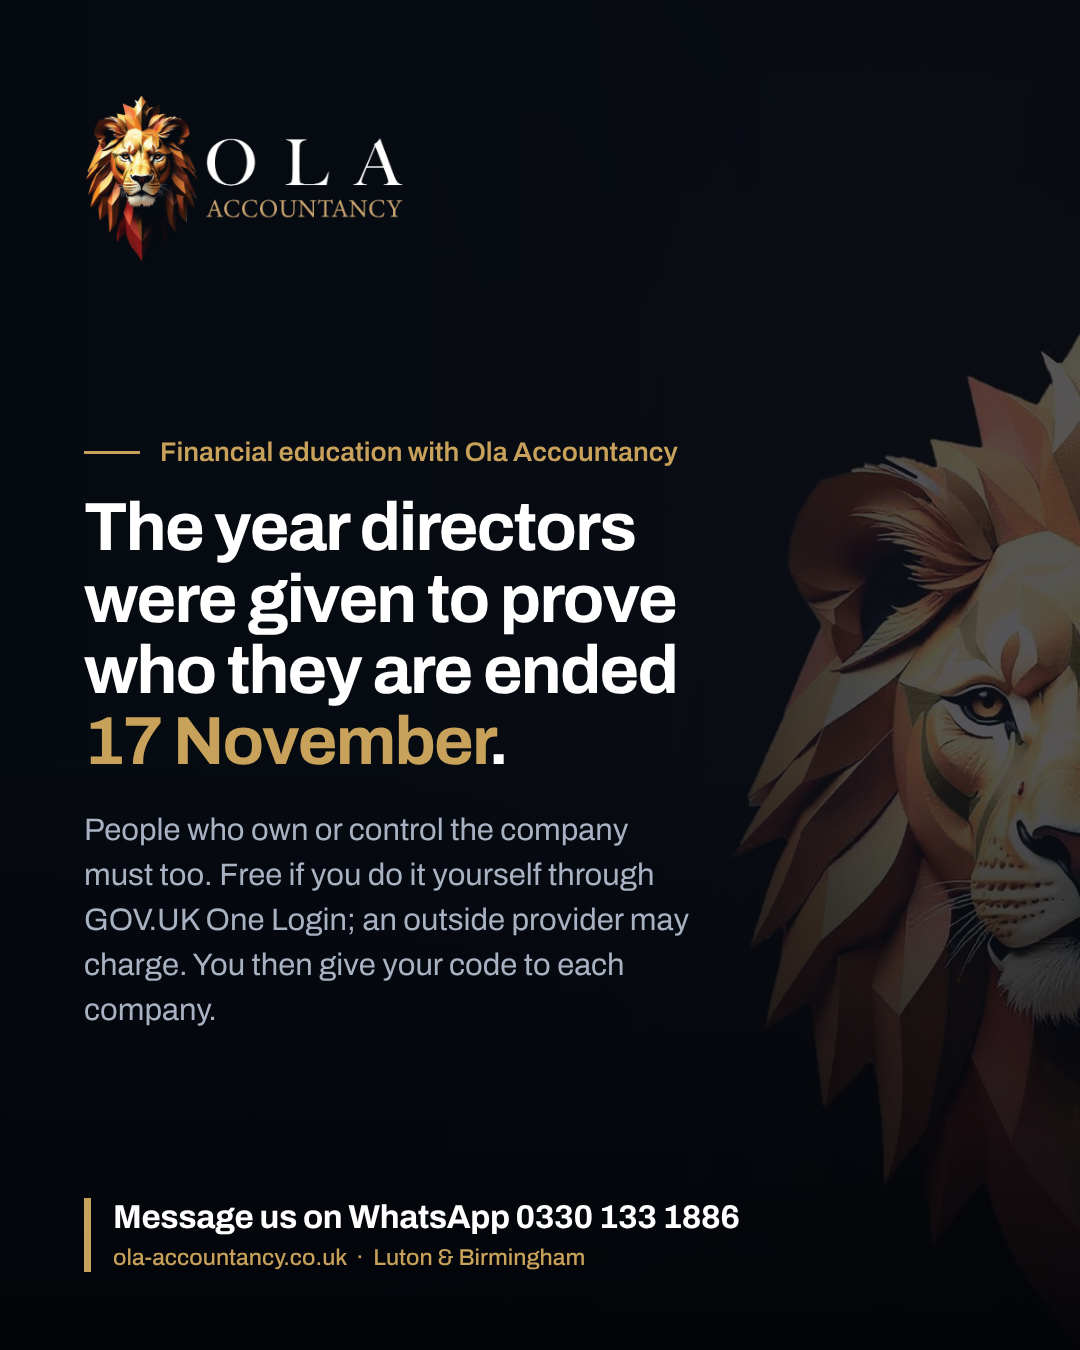 OLA
ACCOUNTANCY
Financial education with Ola Accountancy
The year directors
were given to prove
who they are ended
17 November.
People who own or control the company
must too. Free if you do it yourself through
GOV.UK One Login; an outside provider may
charge. You then give your code to each
company.
Message us on WhatsApp 0330 133 1886
ola-accountancy.co.uk · Luton & Birmingham